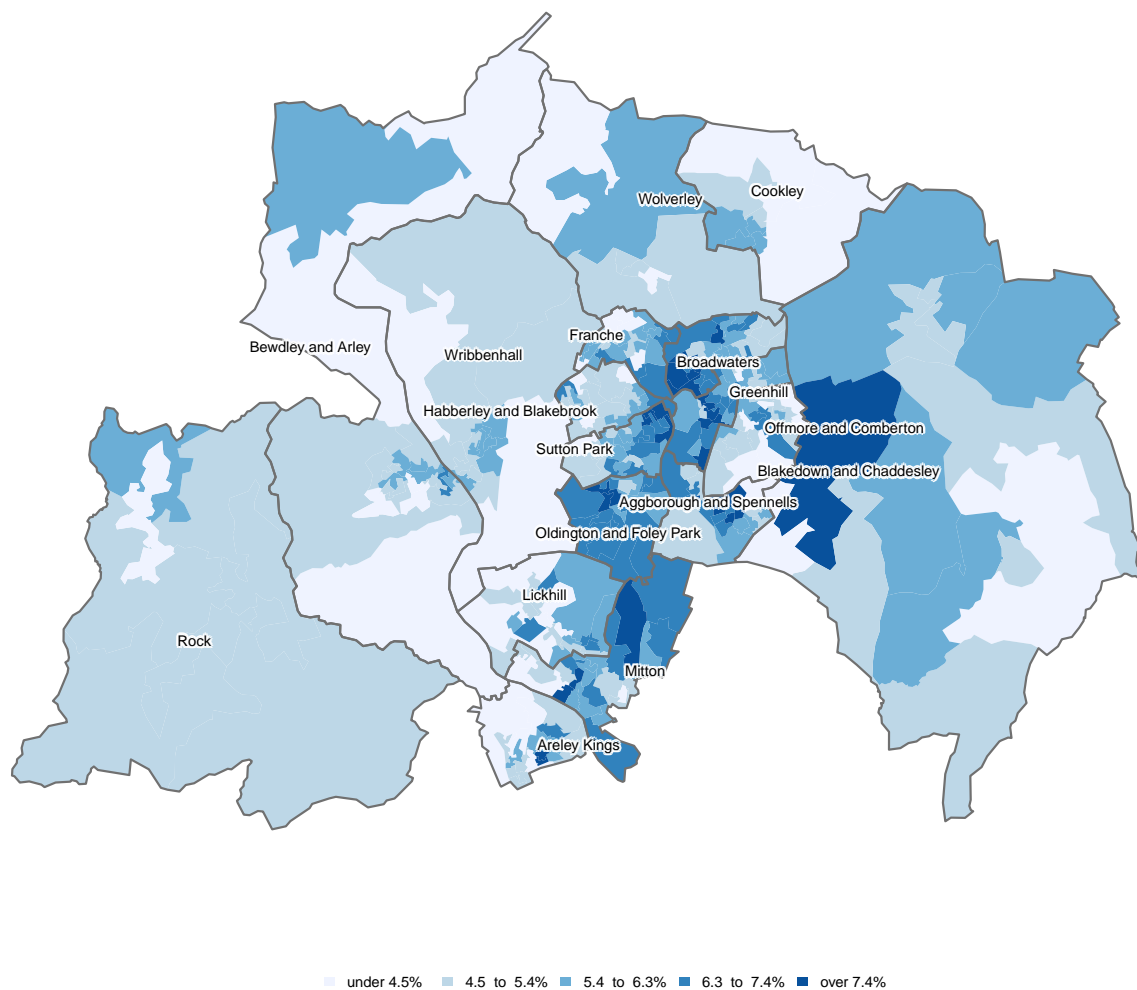 Cookley
Wolverley
Franche
Bewdley and Arley
Wribbenhall
Broadwaters
Greenhill
Habberley and Blakebrook
Offmore and Comberton
Sutton Park
Blakedown and Chaddesley
Aggborough and Spennells
Oldington and Foley Park
Lickhill
Rock
Mitton
Areley Kings
under 4.5%
4.5 to 5.4%
5.4 to 6.3%
6.3 to 7.4%
over 7.4%